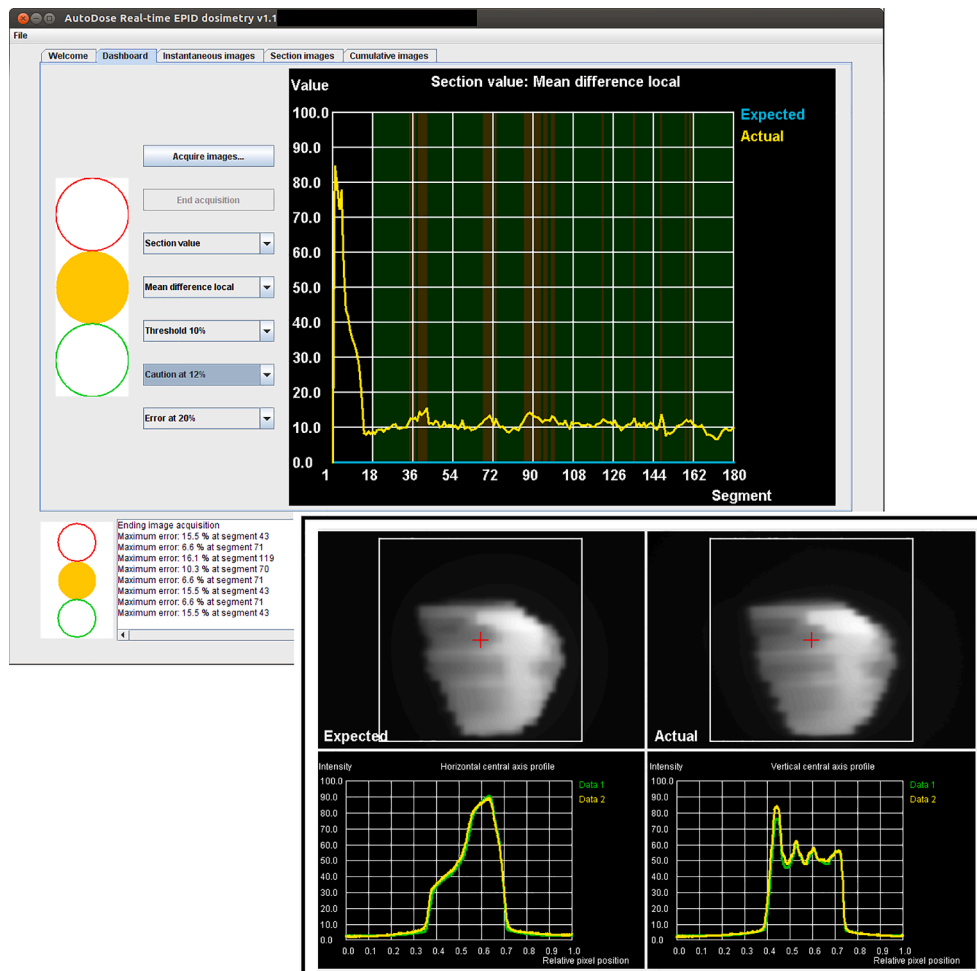 AutoDose Real-time EPID dosimetry v1.1
File
Welcome
Dashboard
Instantaneous images
Section images
Cumulative images
Acquire images...
End acquisition
Section value
Mean difference local
Threshold 10%
Caution at 12%
Error at 20%
Value
Section value: Mean difference local
Expected
Actual
100.0
90.0
80.0
70.0
60.0
50.0
40.0
30.0
20.0
10.0
0.0
1 18 36 54 72 90 108 126 144 162 180
Segment
Ending image acquisition
Maximum error: 15.5 % at segment 43
Maximum error: 6.6 % at segment 71
Maximum error: 16.1 % at segment 119
Maximum error: 10.3 % at segment 70
Maximum error: 6.6 % at segment 71
Maximum error: 15.5 % at segment 43
Maximum error: 6.6 % at segment 71
Maximum error: 15.5 % at segment 43
Expected
Actual
Intensity
Horizontal central axis profile
Data 1
Data 2
100.0
90.0
80.0
70.0
60.0
50.0
40.0
30.0
20.0
10.0
0.0
0.0 0.1 0.2 0.3 0.4 0.5 0.6 0.7 0.8 0.9 1.0
Relative pixel position
Intensity
Vertical central axis profile
Data 1
Data 2
100.0
90.0
80.0
70.0
60.0
50.0
40.0
30.0
20.0
10.0
0.0
0.0 0.1 0.2 0.3 0.4 0.5 0.6 0.7 0.8 0.9 1.0
Relative pixel position